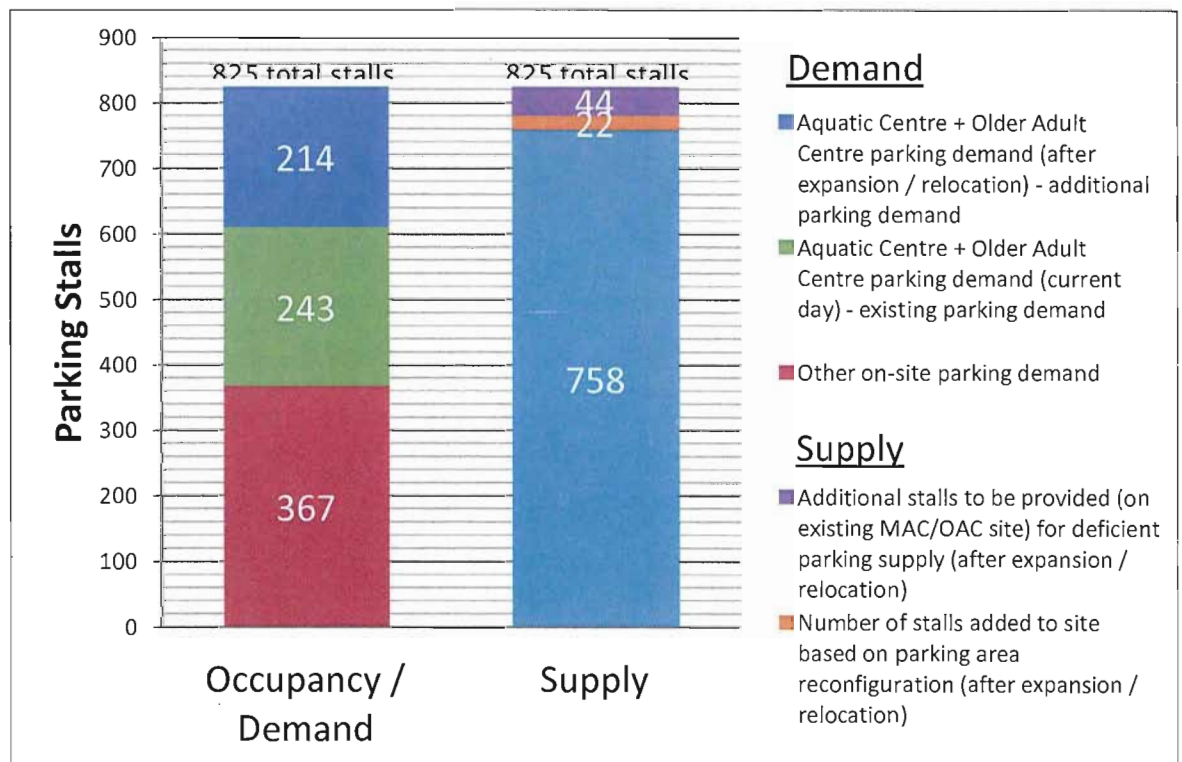 Parking Stalls
900
800
700
600
500
400
300
200
100
0
825 total stalls
214
243
367
825 total stalls
44
22
758
Occupancy /
Demand
Supply
Demand
Aquatic Centre + Older Adult
Centre parking demand (after
expansion / relocation) - additional
parking demand
Aquatic Centre + Older Adult
Centre parking demand (current
day) - existing parking demand
Other on-site parking demand
Supply
Additional stalls to be provided (on
existing MAC/OAC site) for deficient
parking supply (after expansion /
relocation)
Number of stalls added to site
based on parking area
reconfiguration (after expansion /
relocation)